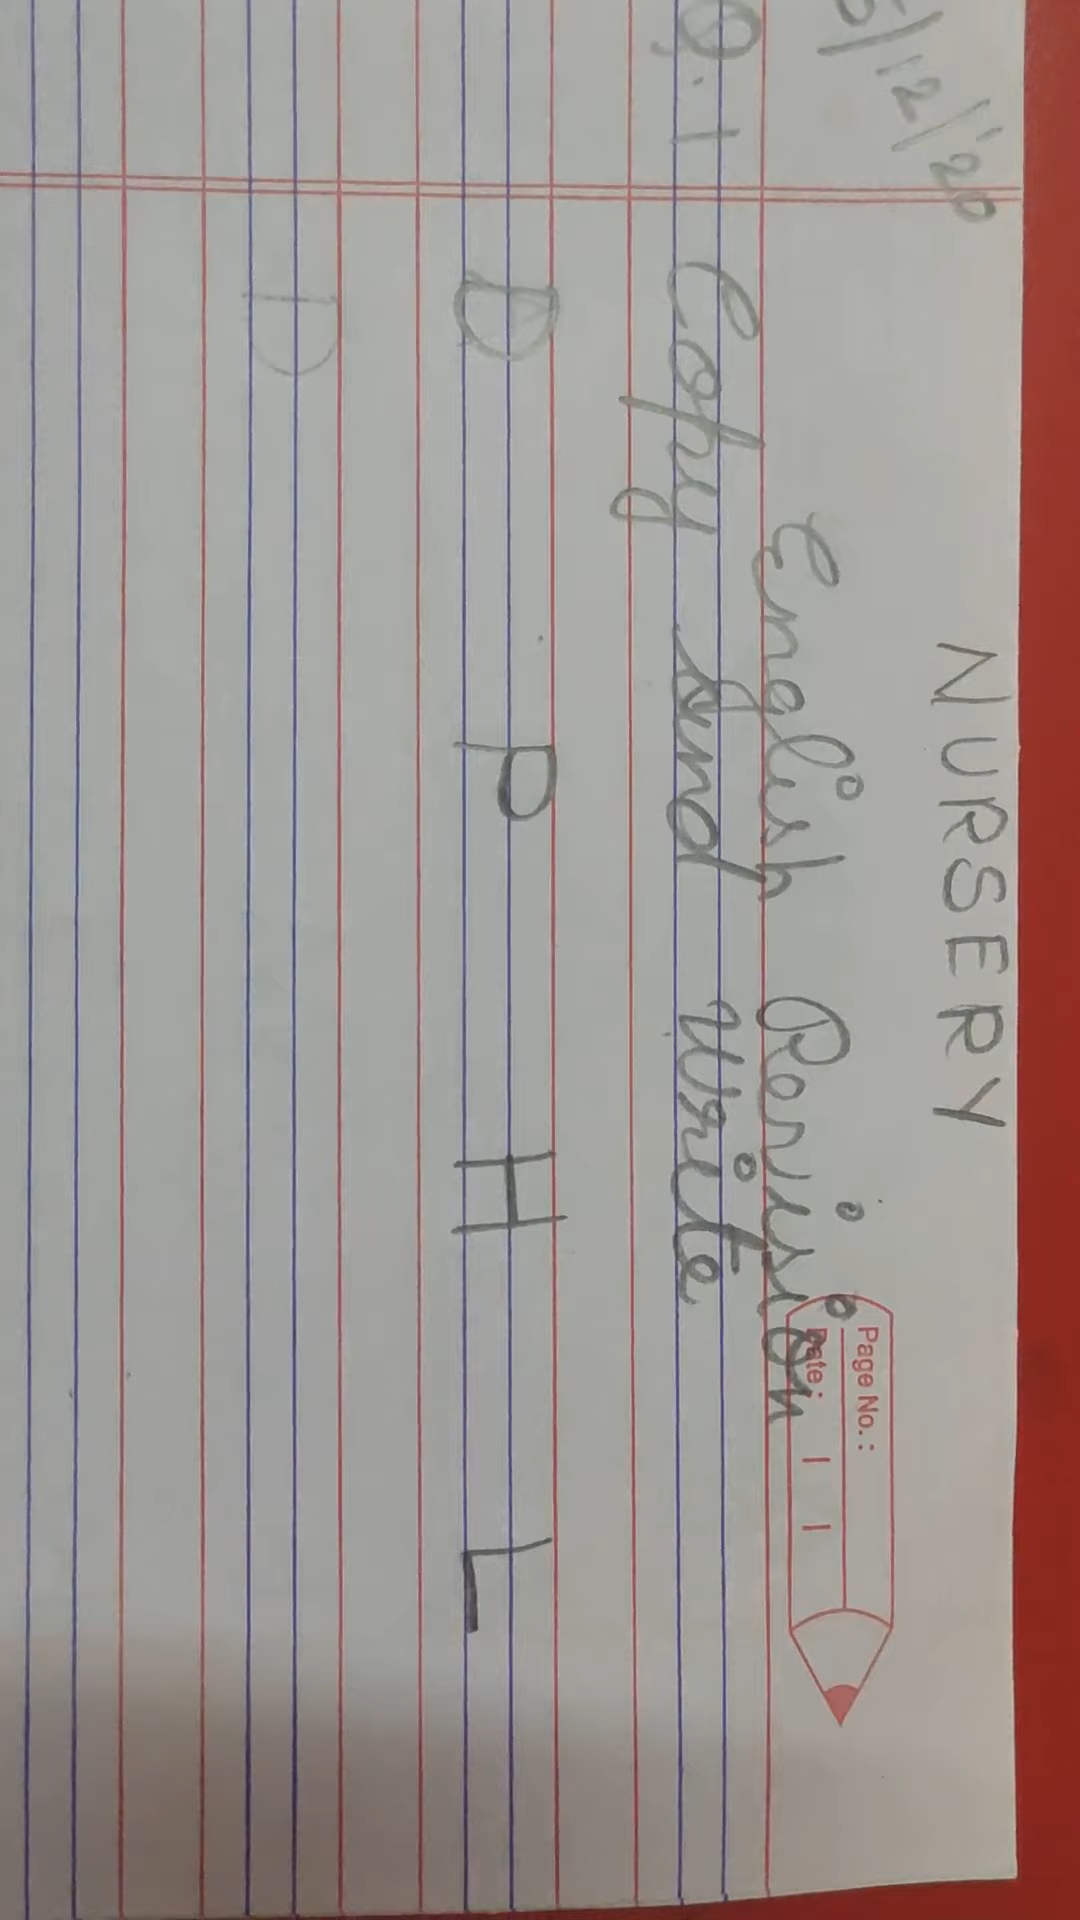 NURSERY
Page No.:
5/12/'20
Date:
English Revision
Q.1 Copy and write
D P H L
D